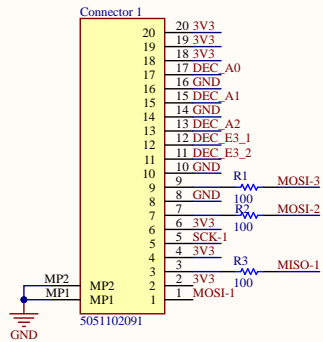 Connector 1
20 20 3V3
19 19 3V3
18 18 3V3
17 17 DEC_A0
16 16 GND
15 15 DEC_A1
14 14 GND
13 13 DEC_A2
12 12 DEC_E3_1
11 11 DEC_E3_2
10 10 GND
9 9 R1 100 MOSI-3
8 8 GND
7 7 R2 100 MOSI-2
6 6 3V3
5 5 SCK-1
4 4 3V3
3 3 R3 100 MISO-1
MP2 MP2 2 2 3V3
MP1 MP1 1 1 MOSI-1
5051102091
GND